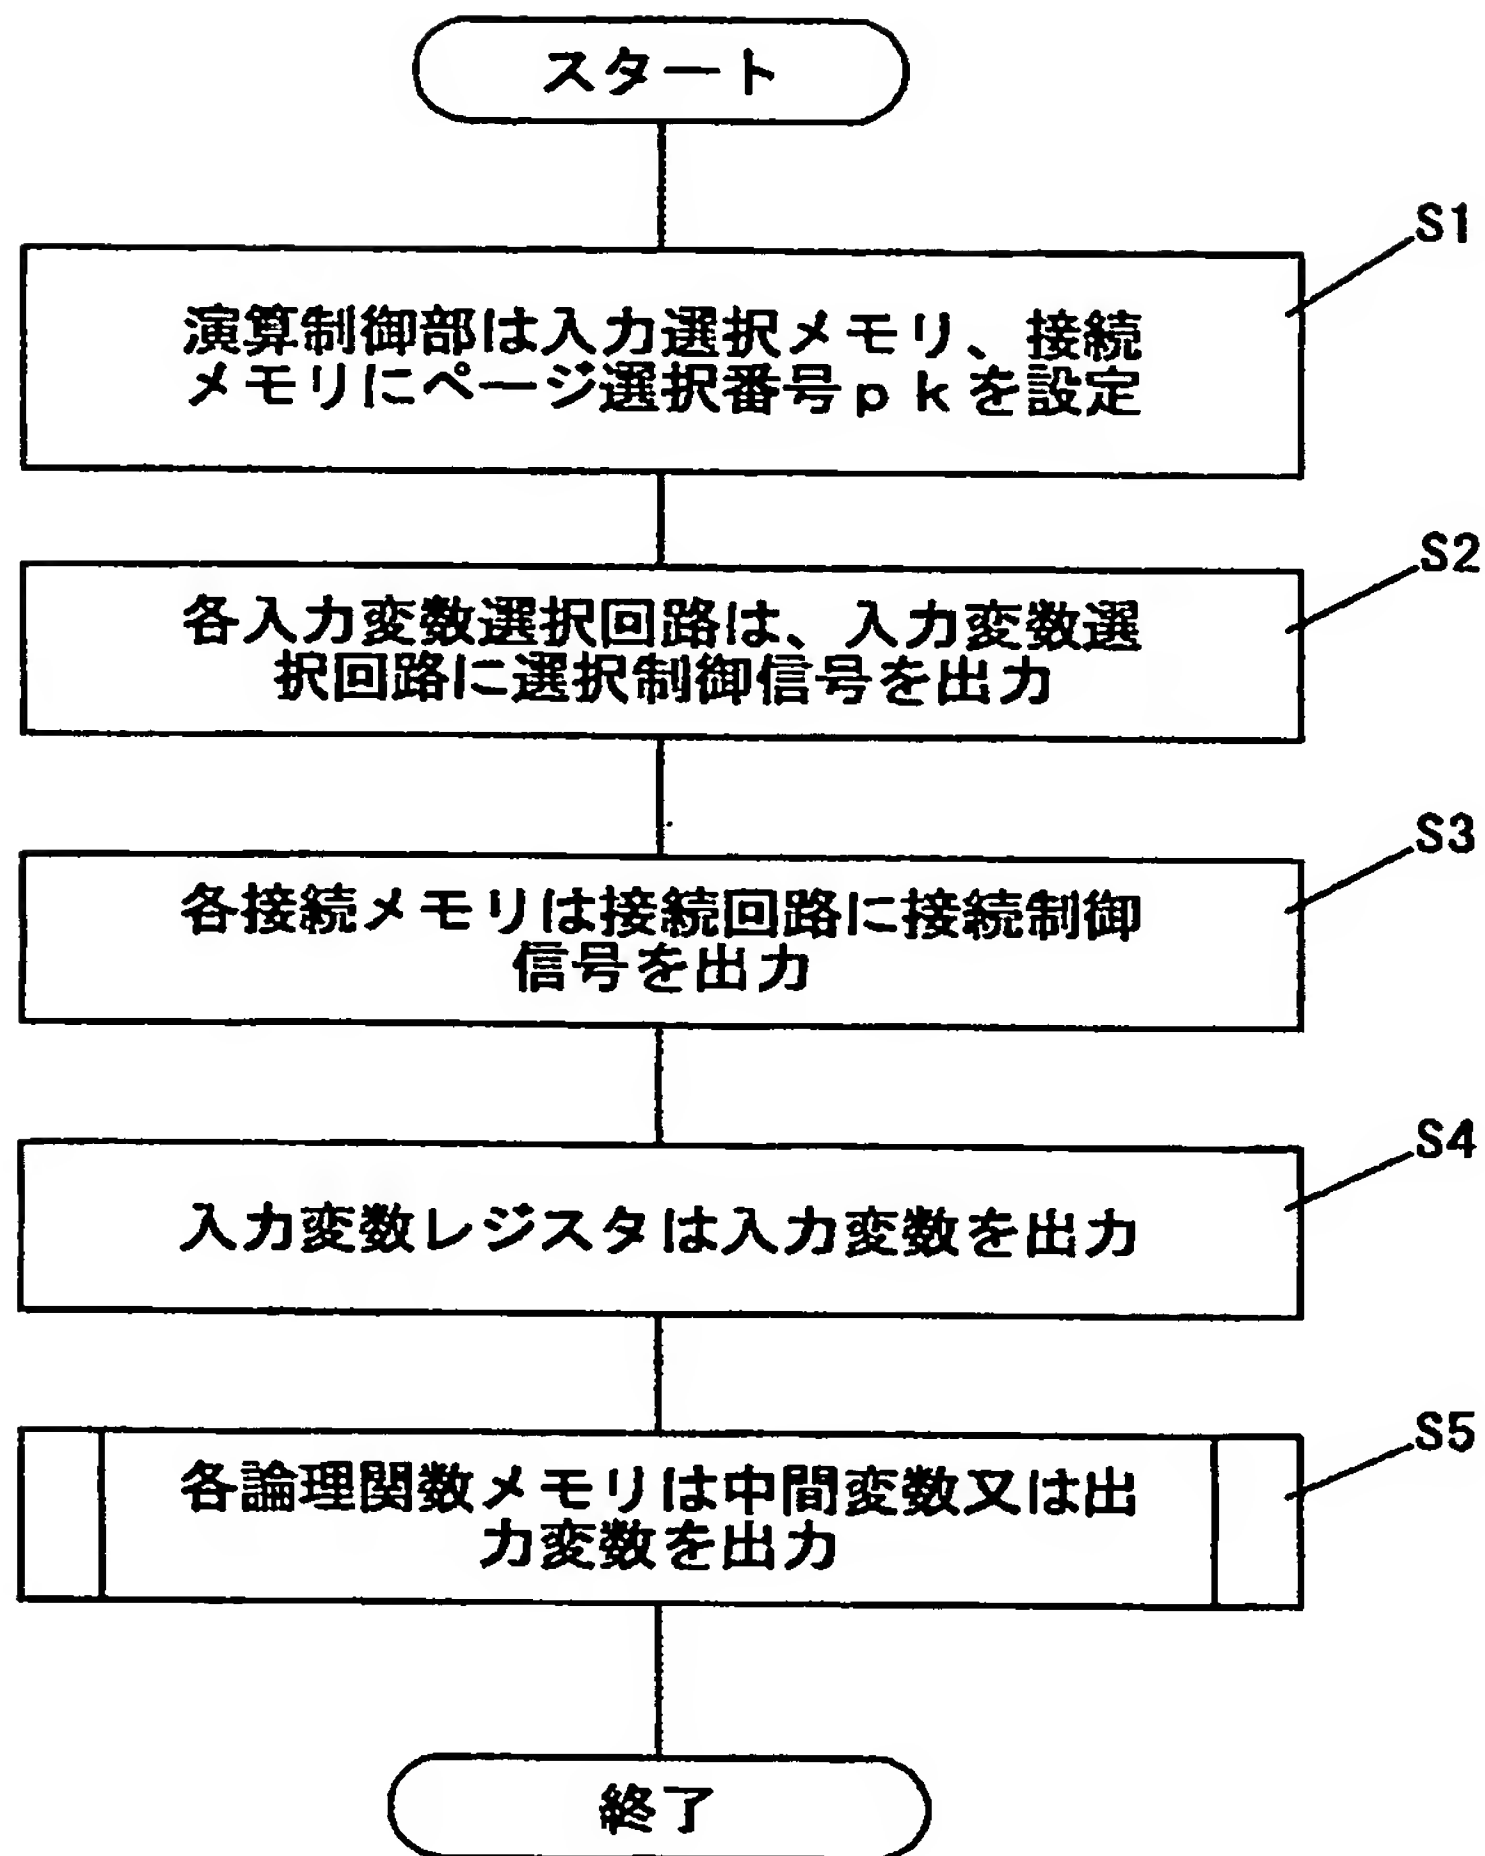 スタート
S1
演算制御部は入力選択メモリ、接続
メモリにページ選択番号ｐｋを設定
S2
各入力変数選択回路は、入力変数選
択回路に選択制御信号を出力
S3
各接続メモリは接続回路に接続制御
信号を出力
S4
入力変数レジスタは入力変数を出力
S5
各論理関数メモリは中間変数又は出
力変数を出力
終了